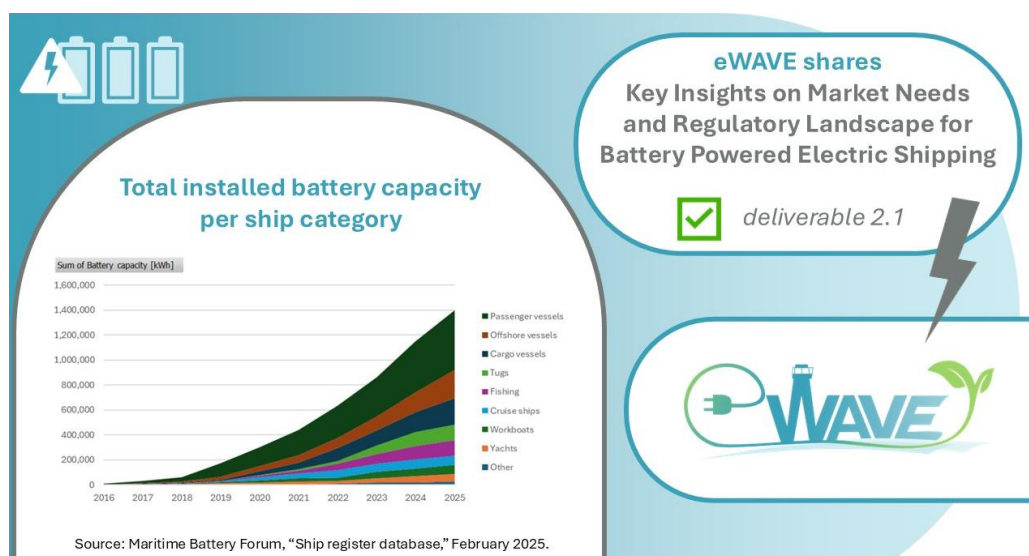 eWAVE shares
Key Insights on Market Needs
and Regulatory Landscape for
Battery Powered Electric Shipping
deliverable 2.1
Total installed battery capacity
per ship category
Sum of Battery capacity [kWh]
1,600,000
1,400,000
1,200,000
1,000,000
800,000
600,000
400,000
200,000
0
2016 2017 2018 2019 2020 2021 2022 2023 2024 2025
Passenger vessels
Offshore vessels
Cargo vessels
Tugs
Fishing
Cruise ships
Workboats
Yachts
Other
Source: Maritime Battery Forum, “Ship register database,” February 2025.
eWAVE